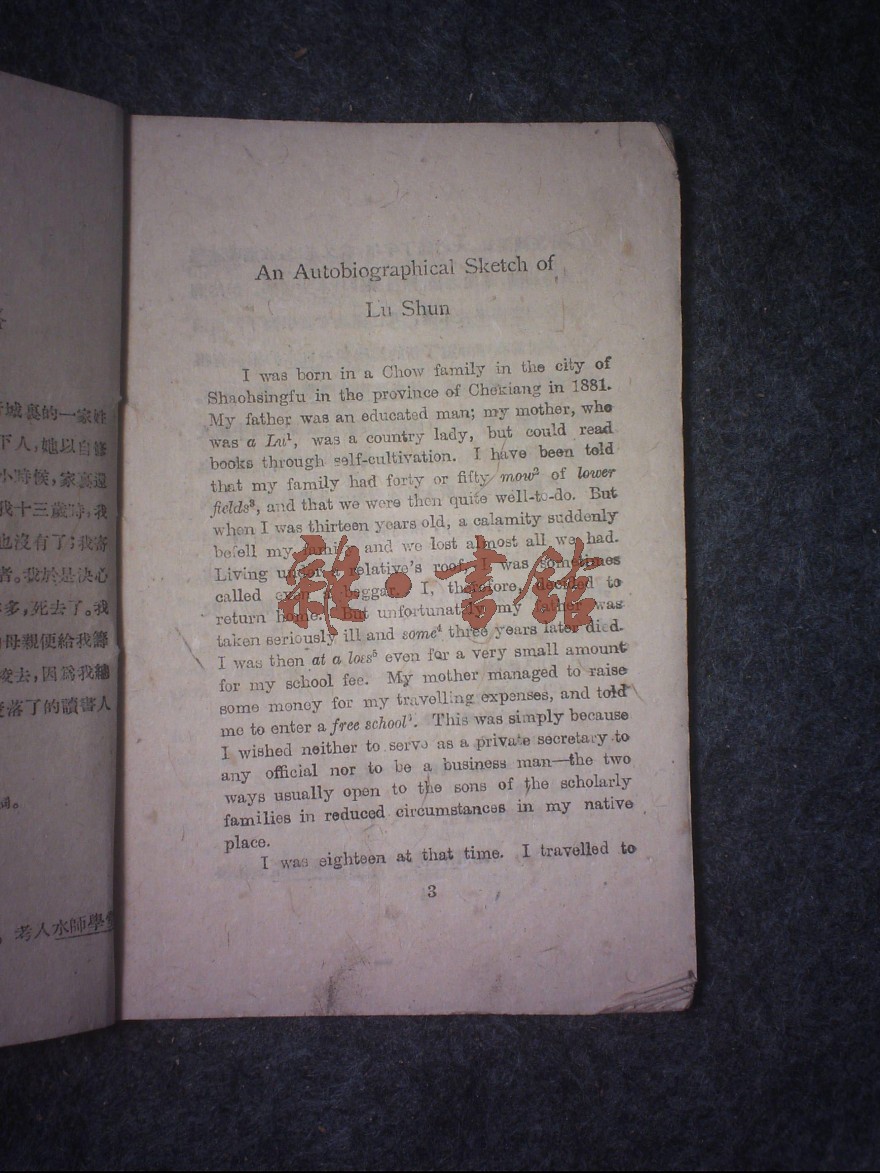 城裏的一家姓
下人,她以自修
小時候,家裏還
我十三歲時,我
也沒有了;我寄
者。我於是決心
多,死去了。我
母親便給我籌
去,因爲我總
落了的讀書人
考入水師學
An Autobiographical Sketch of
Lu Shun
I was born in a Chow family in the city of
Shaohsingfu in the province of Chekiang in 1881.
My father was an educated man; my mother, who
was a Lu¹, was a country lady, but could read
books through self-cultivation. I have been told
that my family had forty or fifty mow² of lower
fields³, and that we were then quite well-to-do. But
when I was thirteen years old, a calamity suddenly
befell my family and we lost almost all we had.
Living under a relative's roof, I was sometimes
called even a beggar. I, therefore, decided to
return home. But unfortunately my father was
taken seriously ill and some⁴ three years later died.
I was then at a loss⁵ even for a very small amount
for my school fee. My mother managed to raise
some money for my travelling expenses, and told
me to enter a free school. This was simply because
I wished neither to serve as a private secretary to
any official nor to be a business man—the two
ways usually open to the sons of the scholarly
families in reduced circumstances in my native
place.
I was eighteen at that time. I travelled to
3
雜·書館